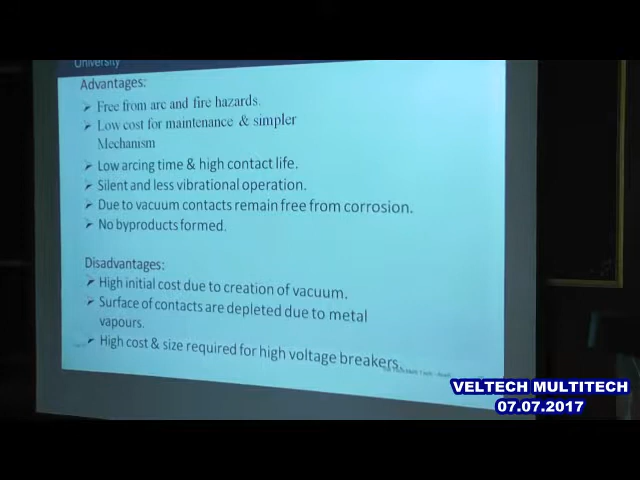 University
Advantages:
➤ Free from arc and fire hazards.
➤ Low cost for maintenance & simpler
Mechanism
➤ Low arcing time & high contact life.
➤ Silent and less vibrational operation.
➤ Due to vacuum contacts remain free from corrosion.
➤ No byproducts formed.
Disadvantages:
➤ High initial cost due to creation of vacuum.
➤ Surface of contacts are depleted due to metal
vapours.
➤ High cost & size required for high voltage breakers.
VELTECH MULTITECH
07.07.2017